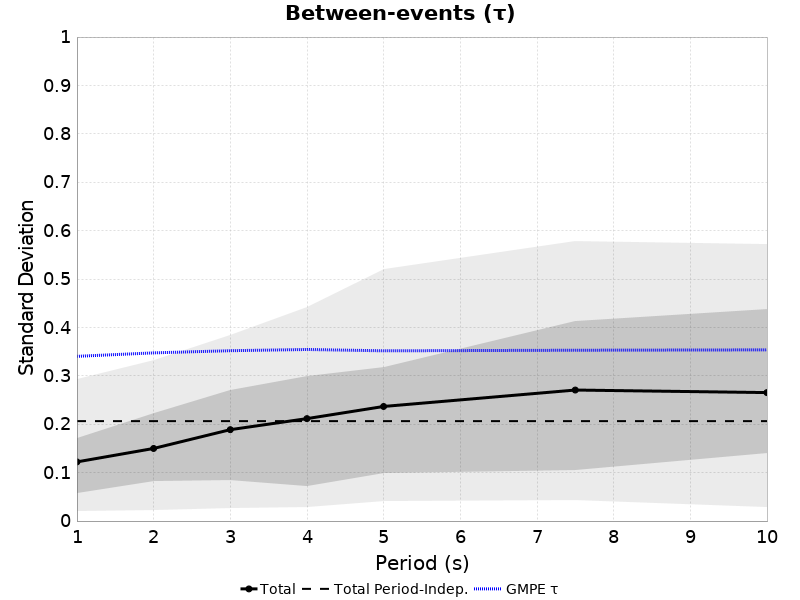 Between-events (τ)
1
0.9
0.8
0.7
0.6
0.5
0.4
0.3
0.2
0.1
0
Standard Deviation
1 2 3 4 5 6 7 8 9 10
Period (s)
Total Total Period-Indep. GMPE τ